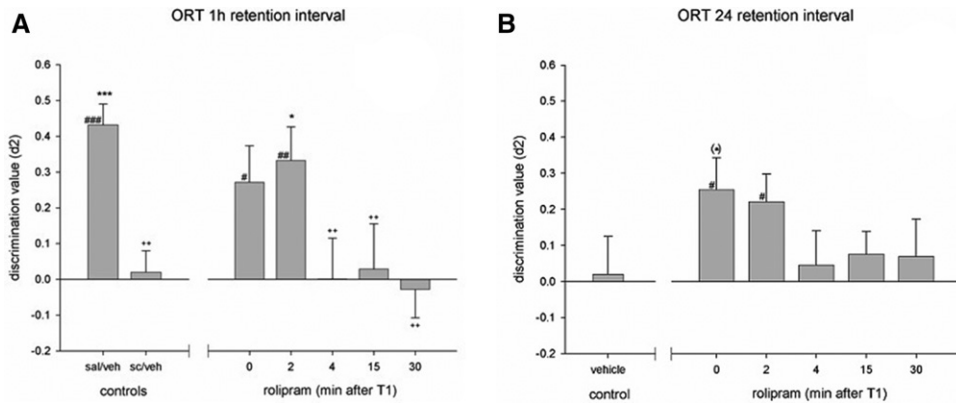 A
ORT 1h retention interval
discrimination value (d2)
0.6
0.5
0.4
0.3
0.2
0.1
0.0
-0.1
-0.2
***
###
++
#
*
##
++
++
++
sal/veh sc/veh
controls
0 2 4 15 30
rolipram (min after T1)
B
ORT 24 retention interval
discrimination value (d2)
0.6
0.5
0.4
0.3
0.2
0.1
0.0
-0.1
-0.2
(*)
#
#
vehicle
control
0 2 4 15 30
rolipram (min after T1)